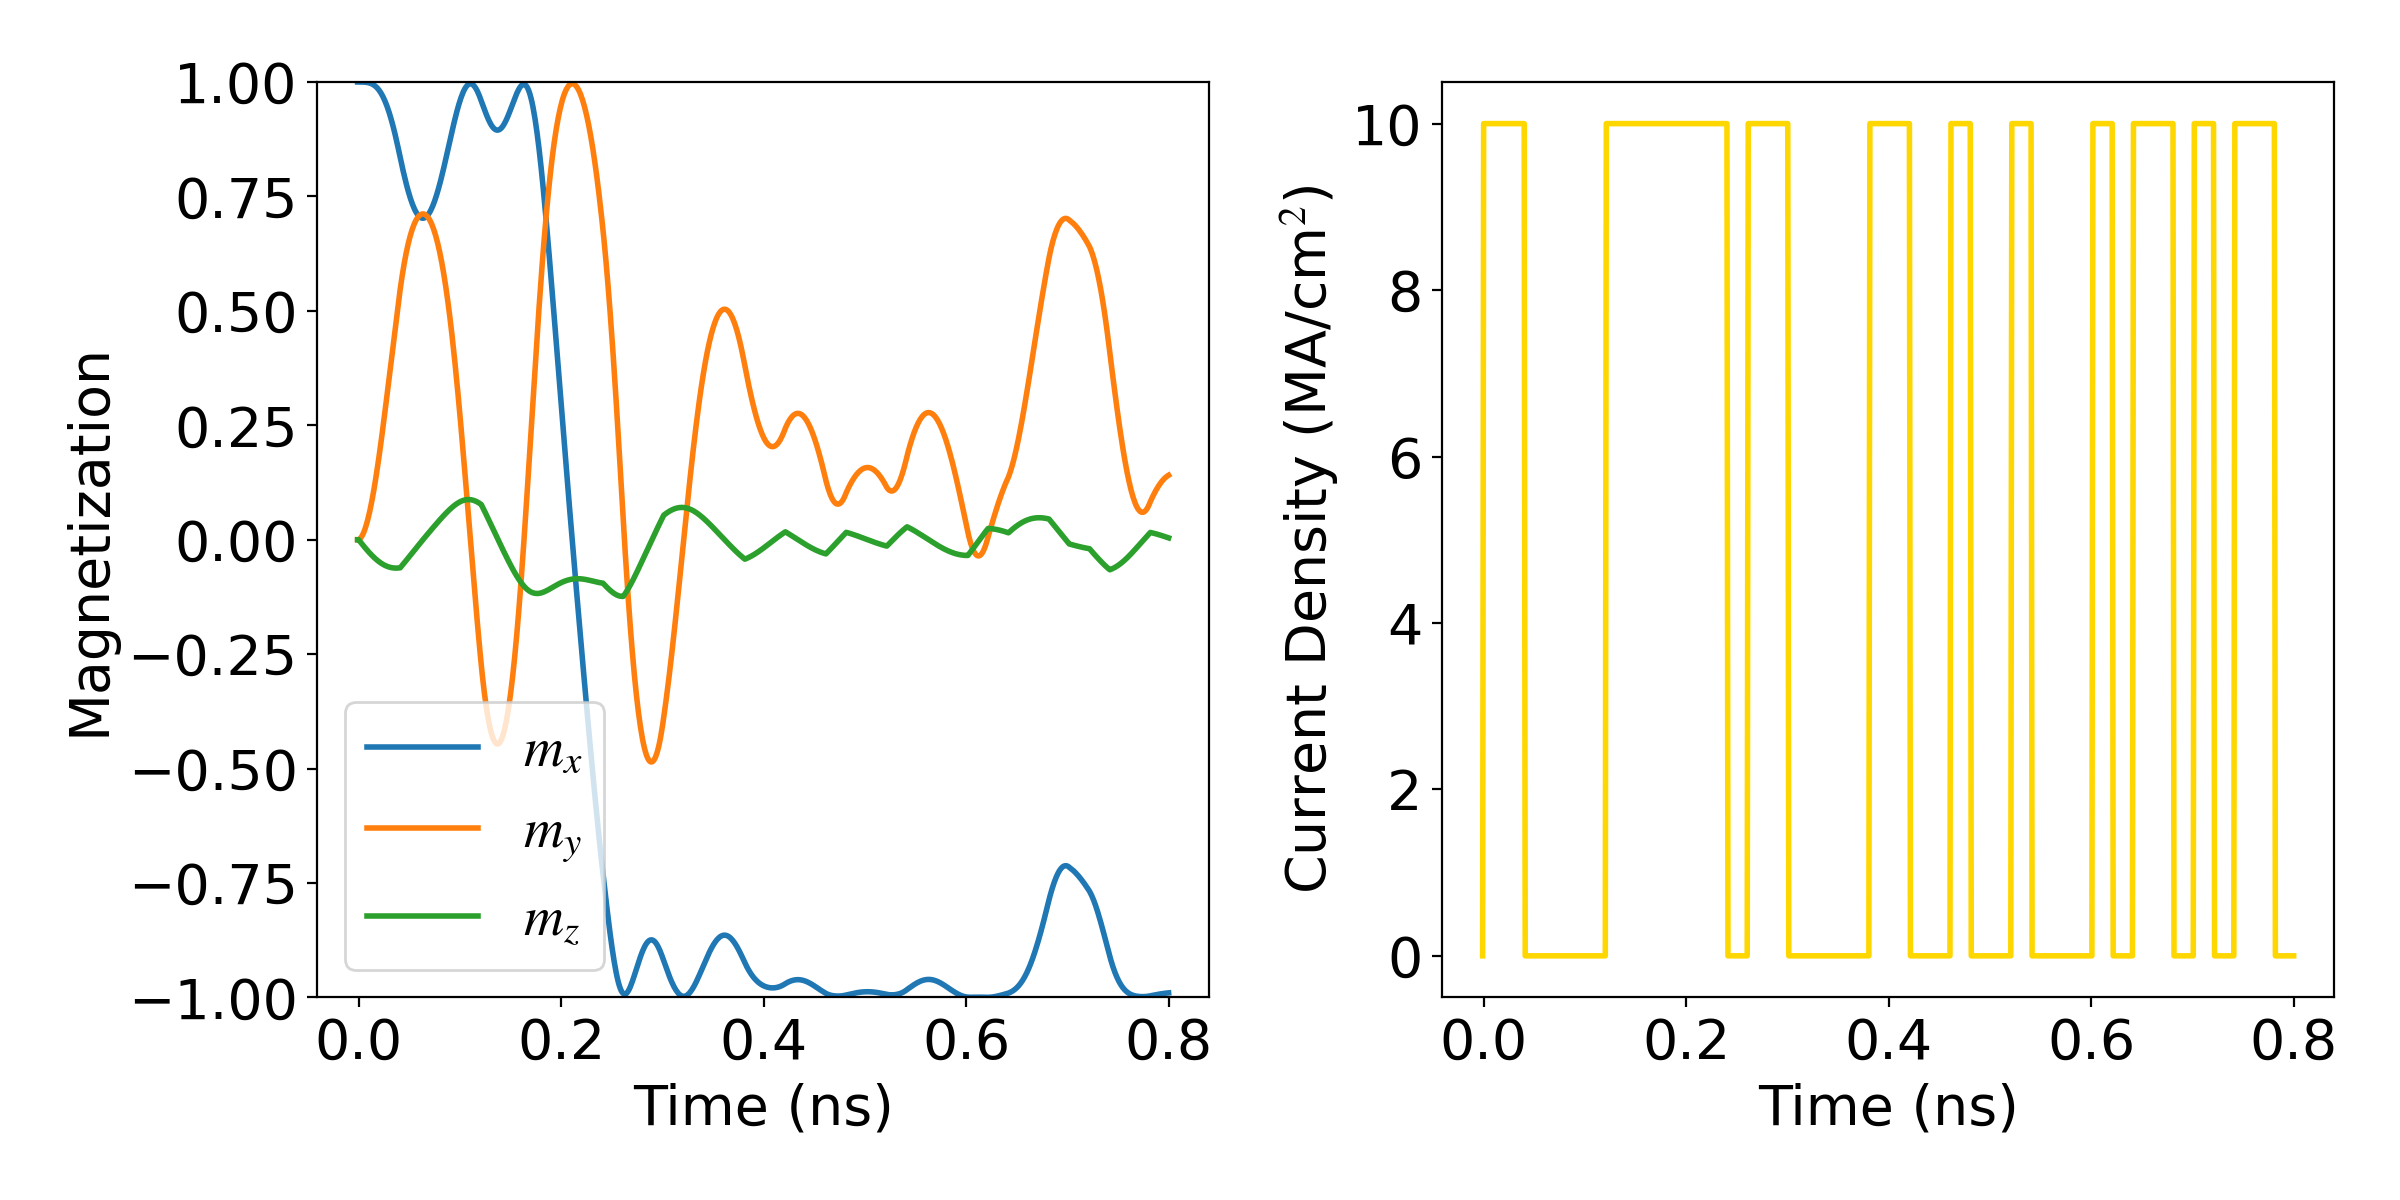 1.00
0.75
0.50
0.25
0.00
−0.25
−0.50
−0.75
−1.00
Magnetization
m_x
m_y
m_z
0.0 0.2 0.4 0.6 0.8
Time (ns)
10
8
6
4
2
0
Current Density (MA/cm²)
0.0 0.2 0.4 0.6 0.8
Time (ns)